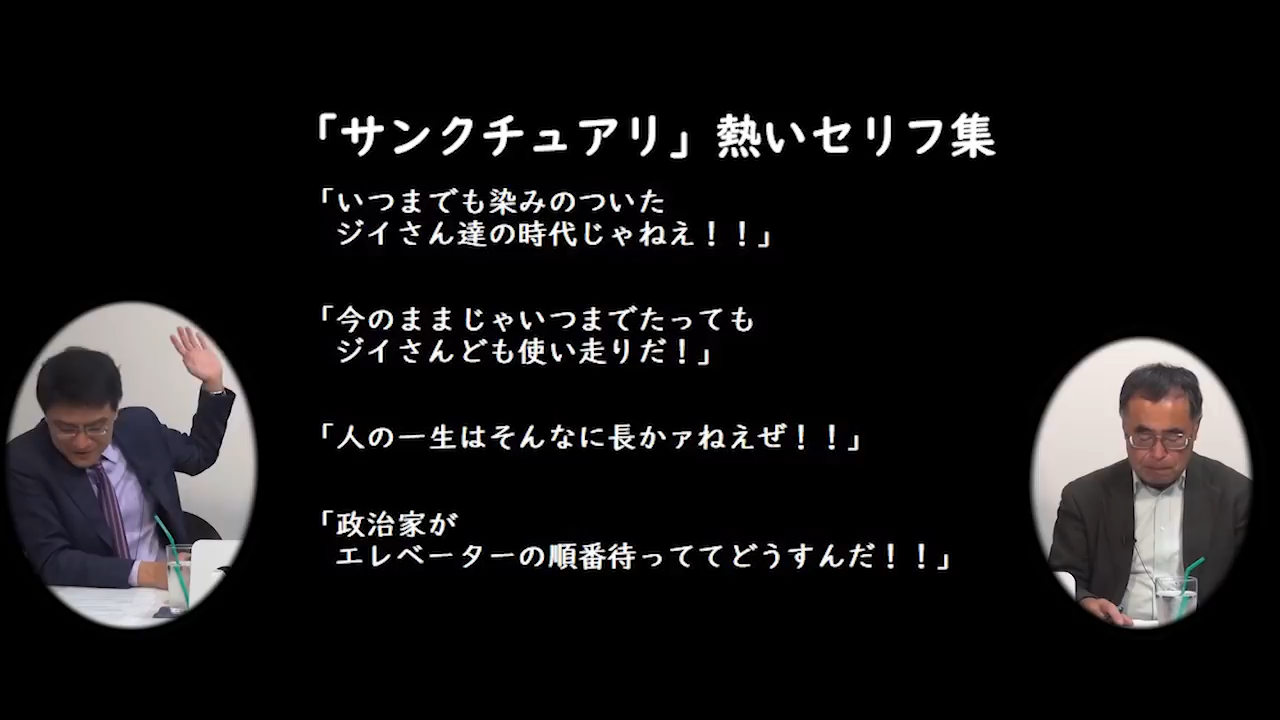 「サンクチュアリ」熱いセリフ集
「いつまでも染みのついた
ジイさん達の時代じゃねえ！！」
「今のままじゃいつまでたっても
ジイさんども使い走りだ！」
「人の一生はそんなに長かァねえぜ！！」
「政治家が
エレベーターの順番待っててどうすんだ！！」